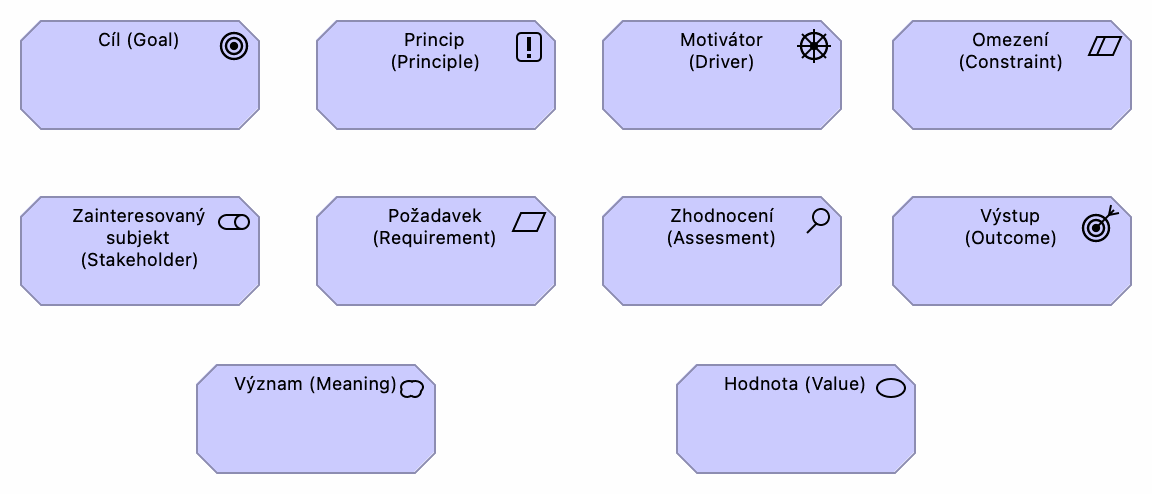 Cíl (Goal)
Princip
(Principle)
Motivátor
(Driver)
Omezení
(Constraint)
Zainteresovaný
subjekt
(Stakeholder)
Požadavek
(Requirement)
Zhodnocení
(Assesment)
Výstup
(Outcome)
Význam (Meaning)
Hodnota (Value)